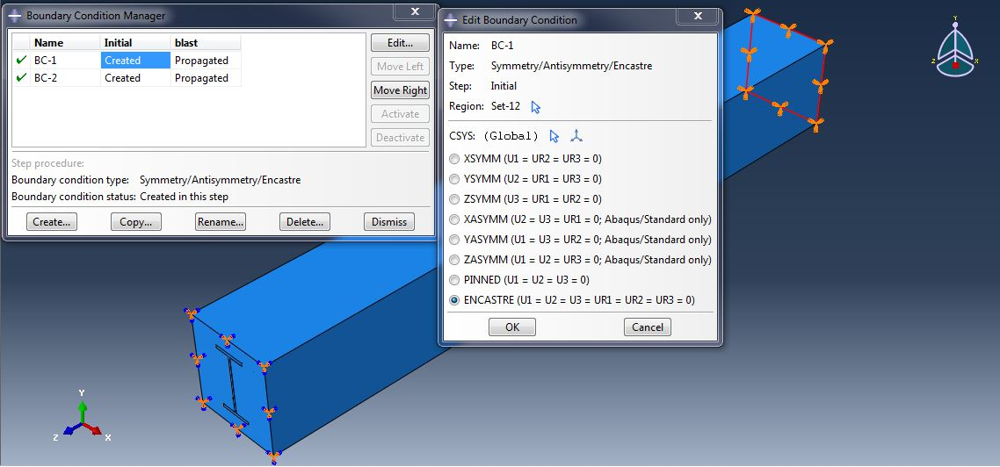 Boundary Condition Manager
X
Name Initial blast
BC-1 Created Propagated
BC-2 Created Propagated
Edit...
Move Left
Move Right
Activate
Deactivate
Step procedure:
Boundary condition type: Symmetry/Antisymmetry/Encastre
Boundary condition status: Created in this step
Create... Copy... Rename... Delete... Dismiss
Edit Boundary Condition
X
Name: BC-1
Type: Symmetry/Antisymmetry/Encastre
Step: Initial
Region: Set-12
CSYS: (Global)
XSYMM (U1 = UR2 = UR3 = 0)
YSYMM (U2 = UR1 = UR3 = 0)
ZSYMM (U3 = UR1 = UR2 = 0)
XASYMM (U2 = U3 = UR1 = 0; Abaqus/Standard only)
YASYMM (U1 = U3 = UR2 = 0; Abaqus/Standard only)
ZASYMM (U1 = U2 = UR3 = 0; Abaqus/Standard only)
PINNED (U1 = U2 = U3 = 0)
ENCASTRE (U1 = U2 = U3 = UR1 = UR2 = UR3 = 0)
OK Cancel
Y
Z X
Y
Z X